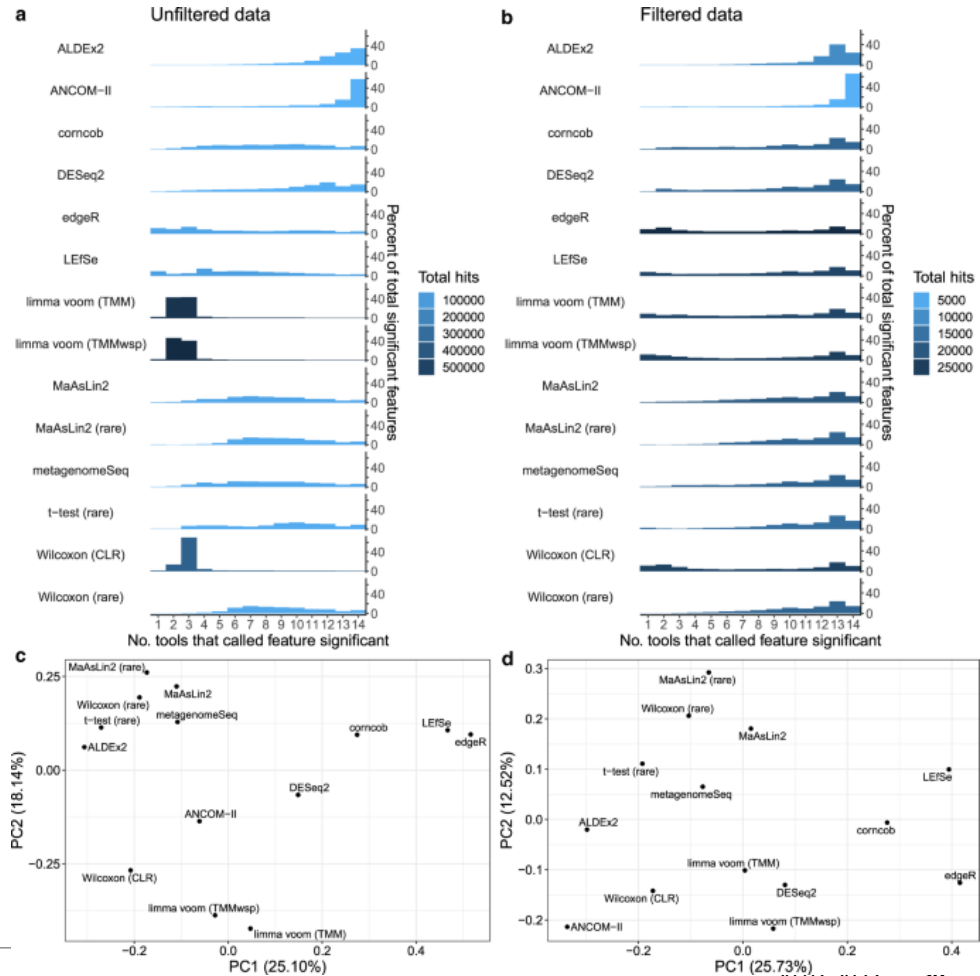 a Unfiltered data
ALDEx2
ANCOM−II
corncob
DESeq2
edgeR
LEfSe
limma voom (TMM)
limma voom (TMMwsp)
MaAsLin2
MaAsLin2 (rare)
metagenomeSeq
t−test (rare)
Wilcoxon (CLR)
Wilcoxon (rare)
40
0
40
0
40
0
40
0
40
0
40
0
40
0
40
0
40
0
40
0
40
0
40
0
40
0
40
0
Percent of total significant features
1 2 3 4 5 6 7 8 9 10 11 12 13 14
No. tools that called feature significant
Total hits
100000
200000
300000
400000
500000
b Filtered data
ALDEx2
ANCOM−II
corncob
DESeq2
edgeR
LEfSe
limma voom (TMM)
limma voom (TMMwsp)
MaAsLin2
MaAsLin2 (rare)
metagenomeSeq
t−test (rare)
Wilcoxon (CLR)
Wilcoxon (rare)
40
0
40
0
40
0
40
0
40
0
40
0
40
0
40
0
40
0
40
0
40
0
40
0
40
0
40
0
Percent of total significant features
1 2 3 4 5 6 7 8 9 10 11 12 13 14
No. tools that called feature significant
Total hits
5000
10000
15000
20000
25000
c
MaAsLin2 (rare)
MaAsLin2
Wilcoxon (rare)
metagenomeSeq
t−test (rare)
ALDEx2
corncob
LEfSe
edgeR
DESeq2
ANCOM−II
Wilcoxon (CLR)
limma voom (TMMwsp)
limma voom (TMM)
0.25
0.00
−0.25
PC2 (18.14%)
−0.2 0.0 0.2 0.4
PC1 (25.10%)
d
MaAsLin2 (rare)
Wilcoxon (rare)
MaAsLin2
t−test (rare)
metagenomeSeq
LEfSe
ALDEx2
corncob
limma voom (TMM)
DESeq2
edgeR
Wilcoxon (CLR)
ANCOM−II
limma voom (TMMwsp)
0.3
0.2
0.1
0.0
−0.1
−0.2
PC2 (12.52%)
−0.2 0.0 0.2 0.4
PC1 (25.73%)